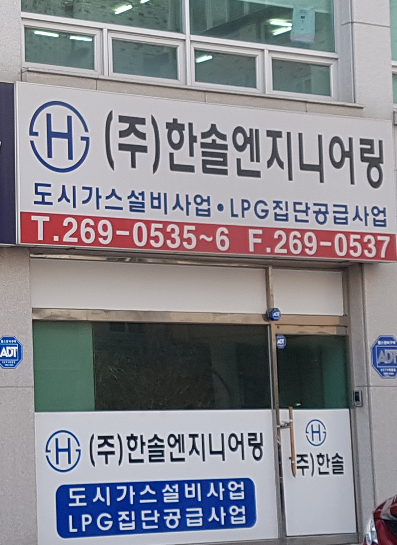 H (주)한솔엔지니어링
도시가스설비사업•LPG집단공급사업
T.269-0535~6 F.269-0537
ADT
ADT
ADT
H (주)한솔엔지니어링
도시가스설비사업
LPG집단공급사업
H
(주)한솔